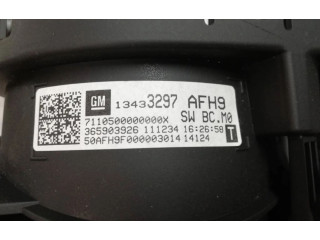 GM 13433297 AFH9
SW BC.M0
7110500000000X
365903926 111234 16:26:58
50AFH9F000003014 14124 T